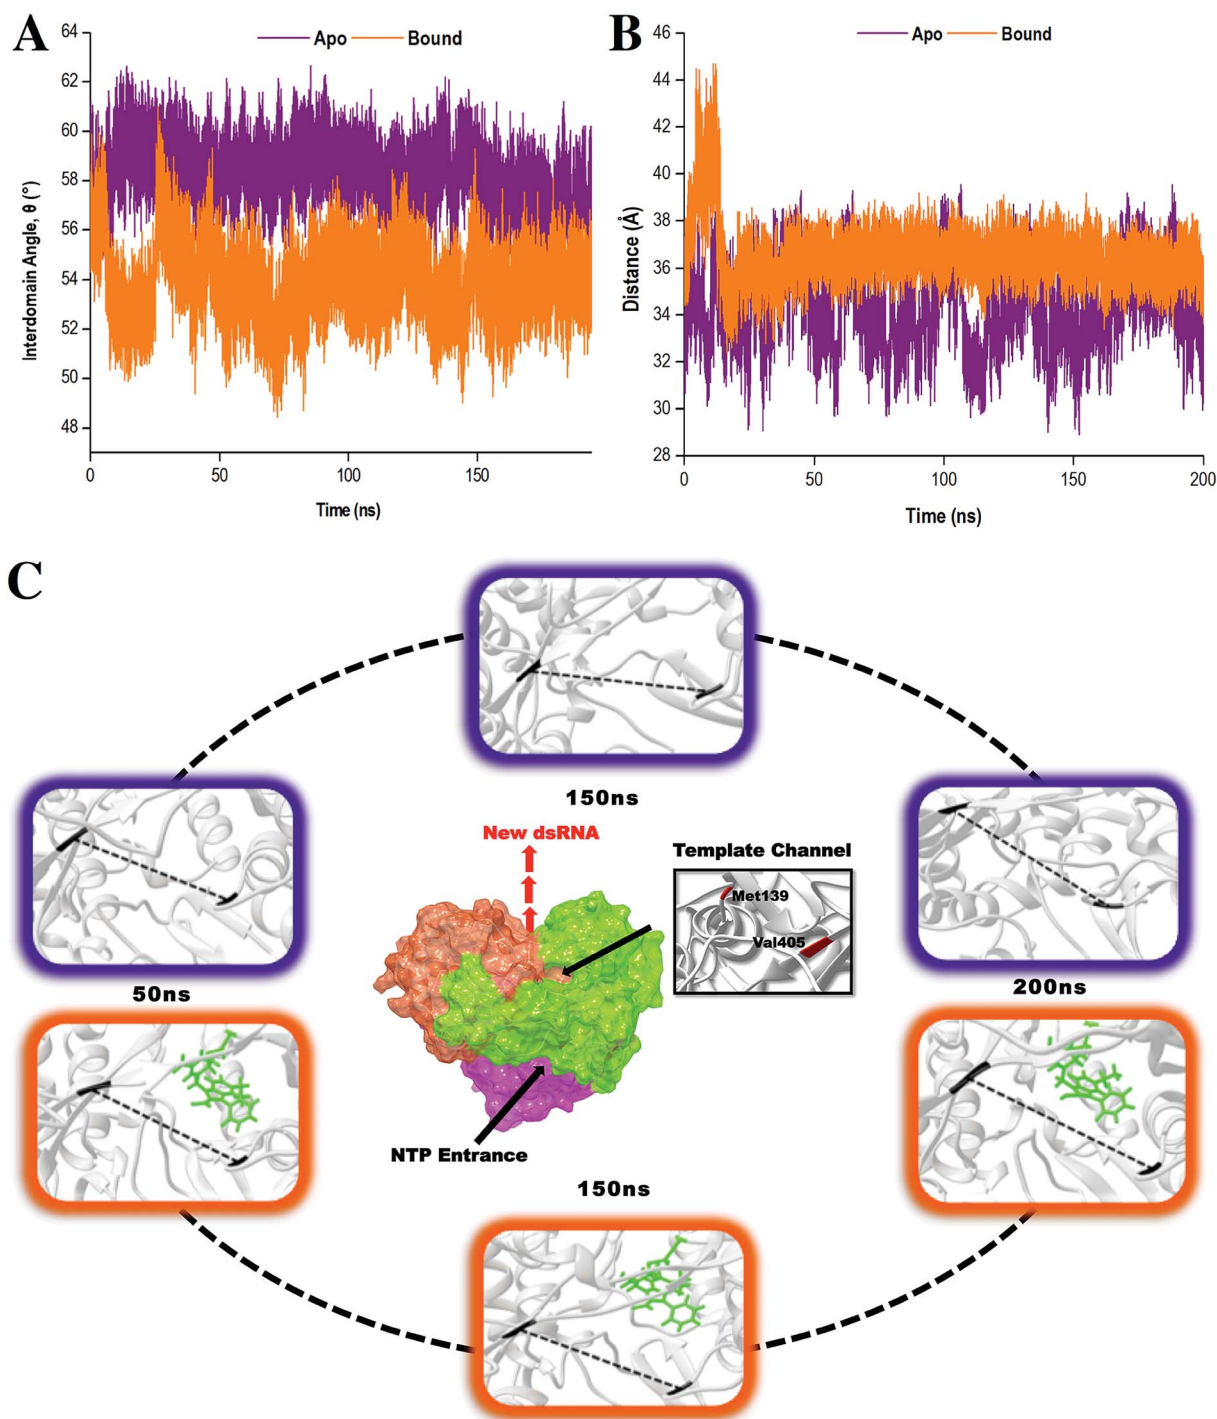 A
Apo
Bound
64
62
60
58
56
54
52
50
48
Interdomain Angle, θ (°)
0
50
100
150
Time (ns)
B
Apo
Bound
46
44
42
40
38
36
34
32
30
28
Distance (Å)
0
50
100
150
200
Time (ns)
C
150ns
New dsRNA
Template Channel
Met139
Val405
50ns
200ns
NTP Entrance
150ns